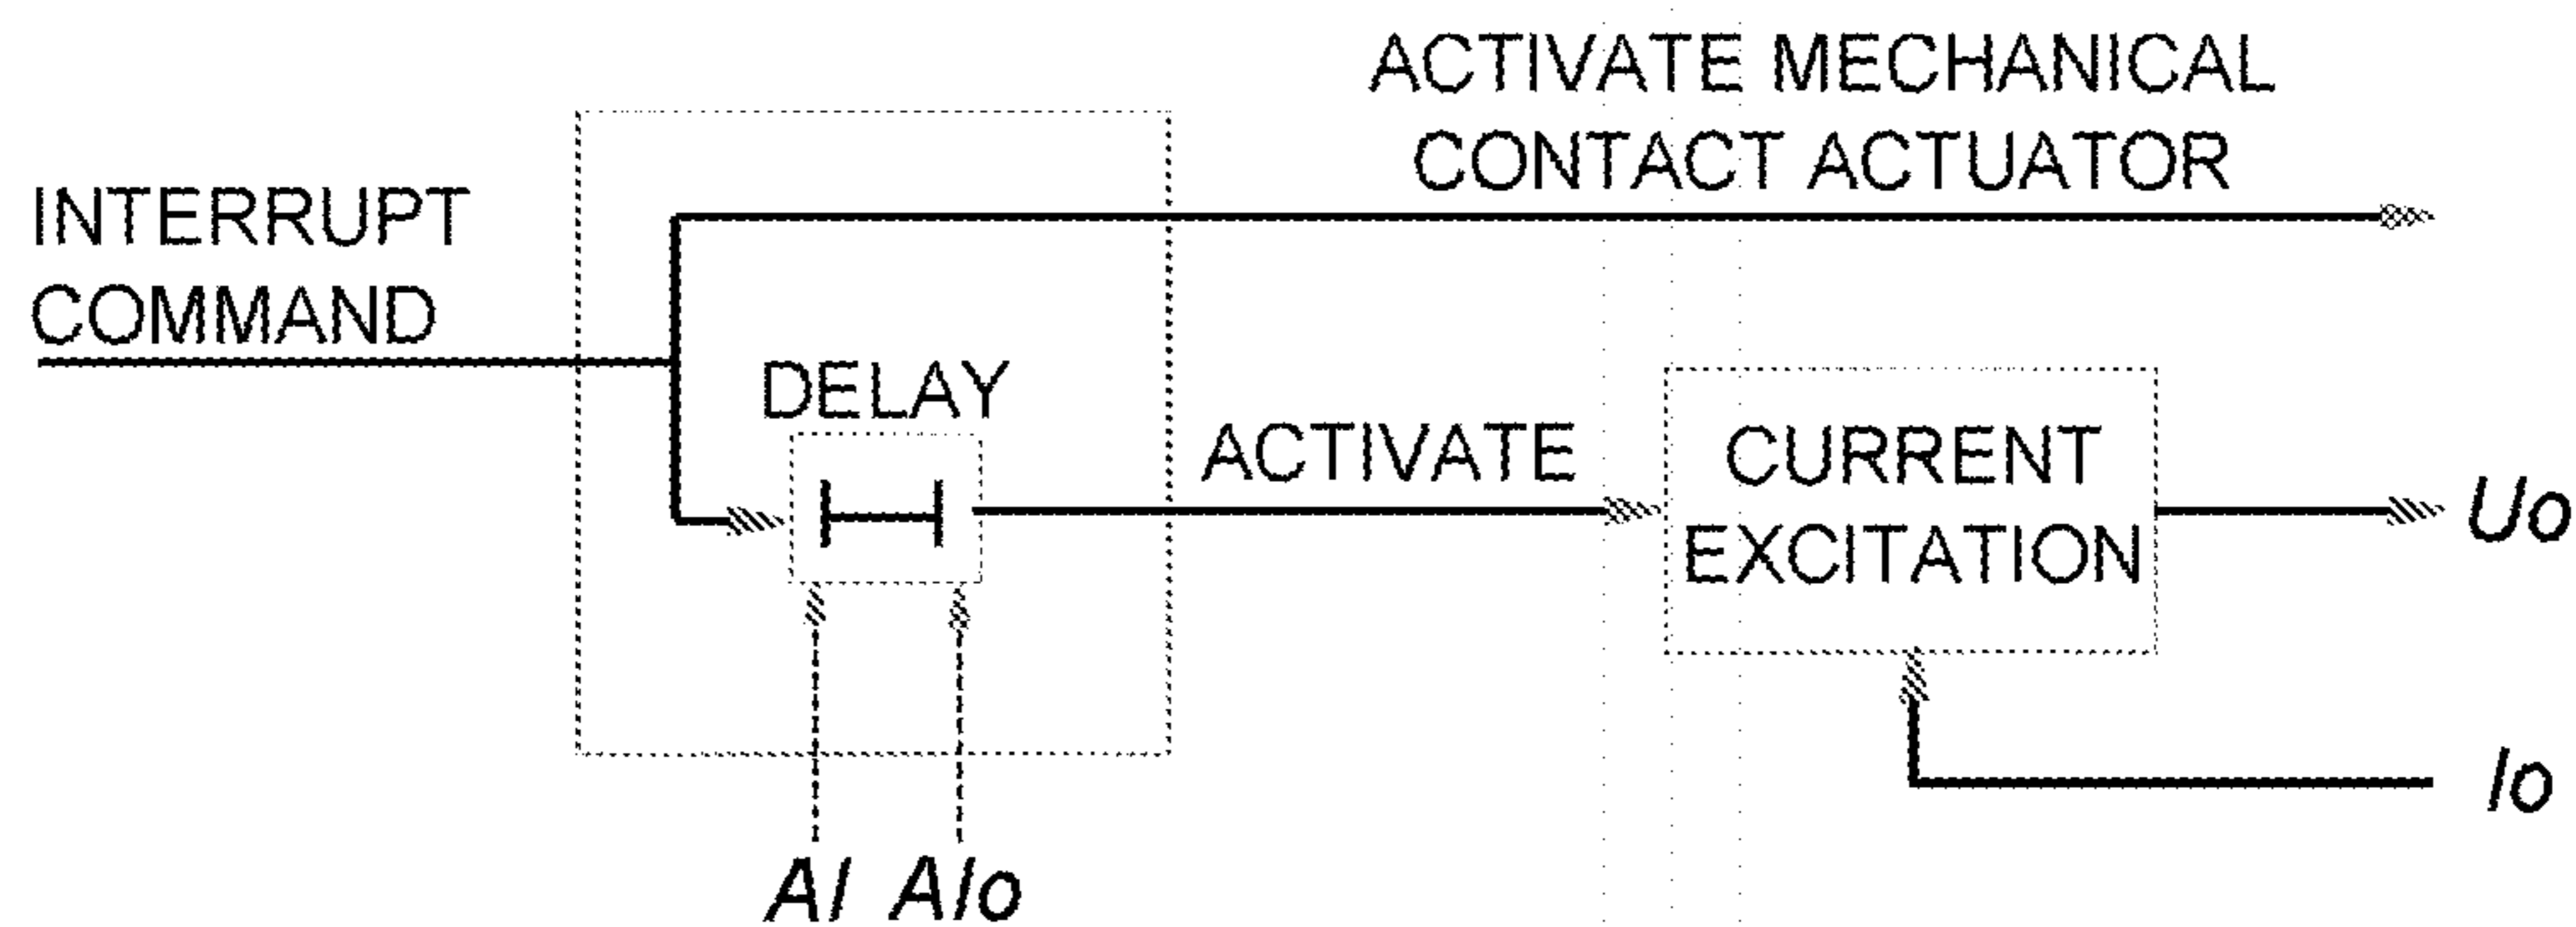 ACTIVATE MECHANICAL
CONTACT ACTUATOR
INTERRUPT
COMMAND
DELAY
ACTIVATE
CURRENT
EXCITATION
Uo
Io
AI AIo